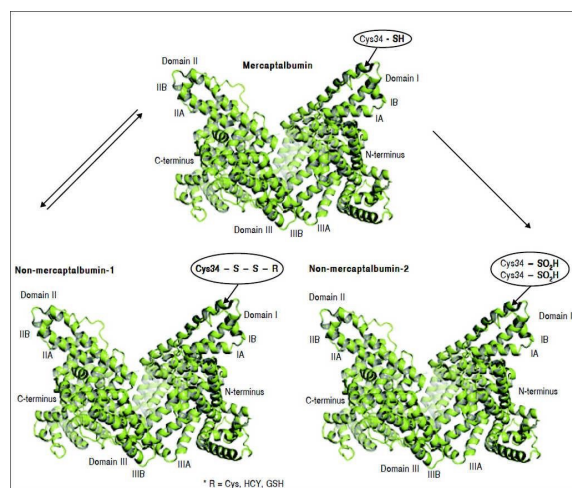 Cys34 - SH
Mercaptalbumin
Domain II
Domain I
IIB
IB
IIA
IA
C-terminus
N-terminus
Domain III
IIIB
IIIA
Non-mercaptalbumin-1
Cys34 – S – S – R
Domain II
Domain I
IIB
IB
IIA
IA
C-terminus
N-terminus
Domain III
IIIB
IIIA
* R = Cys, HCY, GSH
Non-mercaptalbumin-2
Cys34 – SO₂H
Cys34 – SO₃H
Domain II
Domain I
IIB
IB
IIA
IA
C-terminus
N-terminus
Domain III
IIIB
IIIA